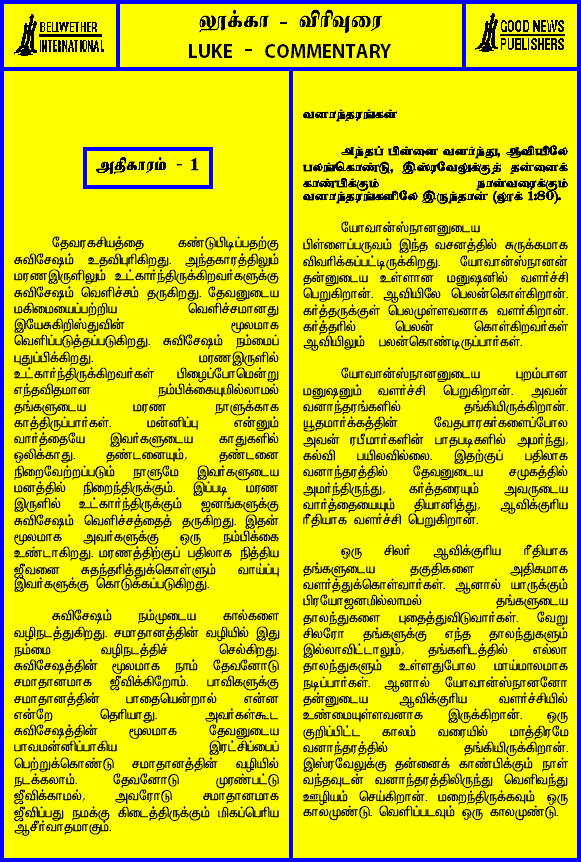 BELLWETHER
INTERNATIONAL
லூக்கா - விரிவுரை
LUKE - COMMENTARY
GOOD NEWS
PUBLISHERS
அதிகாரம் - 1
தேவரகசியத்தை கண்டுபிடிப்பதற்கு
சுவிசேஷம் உதவிபுரிகிறது. அந்தகாரத்திலும்
மரணஇருளிலும் உட்கார்ந்திருக்கிறவர்களுக்கு
சுவிசேஷம் வெளிச்சம் தருகிறது. தேவனுடைய
மகிமையைப்பற்றிய வெளிச்சமானது
இயேசுகிறிஸ்துவின் மூலமாக
வெளிப்படுத்தப்படுகிறது. சுவிசேஷம் நம்மைப்
புதுப்பிக்கிறது. மரணஇருளில்
உட்கார்ந்திருக்கிறவர்கள் பிழைப்போமென்று
எந்தவிதமான நம்பிக்கையுமில்லாமல்
தங்களுடைய மரண நாளுக்காக
காத்திருப்பார்கள். மன்னிப்பு என்னும்
வார்த்தையே இவர்களுடைய காதுகளில்
ஒலிக்காது. தண்டனையும், தண்டனை
நிறைவேற்றப்படும் நாளுமே இவர்களுடைய
மனத்தில் நிறைந்திருக்கும். இப்படி மரண
இருளில் உட்கார்ந்திருக்கும் ஜனங்களுக்கு
சுவிசேஷம் வெளிச்சத்தைத் தருகிறது. இதன்
மூலமாக அவர்களுக்கு ஒரு நம்பிக்கை
உண்டாகிறது. மரணத்திற்குப் பதிலாக நித்திய
ஜீவனை சுதந்தரித்துக்கொள்ளும் வாய்ப்பு
இவர்களுக்கு கொடுக்கப்படுகிறது.
சுவிசேஷம் நம்முடைய கால்களை
வழிநடத்துகிறது. சமாதானத்தின் வழியில் இது
நம்மை வழிநடத்திச் செல்கிறது.
சுவிசேஷத்தின் மூலமாக நாம் தேவனோடு
சமாதானமாக ஜீவிக்கிறோம். பாவிகளுக்கு
சமாதானத்தின் பாதையென்றால் என்ன
என்றே தெரியாது. அவர்கள்கூட
சுவிசேஷத்தின் மூலமாக தேவனுடைய
பாவமன்னிப்பாகிய இரட்சிப்பைப்
பெற்றுக்கொண்டு சமாதானத்தின் வழியில்
நடக்கலாம். தேவனோடு முரண்பட்டு
ஜீவிக்காமல், அவரோடு சமாதானமாக
ஜீவிப்பது நமக்கு கிடைத்திருக்கும் மிகப்பெரிய
ஆசீர்வாதமாகும்.
வனாந்தரங்கள்
அந்தப் பிள்ளை வளர்ந்து, ஆவியிலே
பலங்கொண்டு, இஸ்ரவேலுக்குத் தன்னைக்
காண்பிக்கும் நாள்வரைக்கும்
வனாந்தரங்களிலே இருந்தான் (லூக் 1:80).
யோவான்ஸ்நானனுடைய
பிள்ளைப்பருவம் இந்த வசனத்தில் சுருக்கமாக
விவரிக்கப்பட்டிருக்கிறது. யோவான்ஸ்நானன்
தன்னுடைய உள்ளான மனுஷனில் வளர்ச்சி
பெறுகிறான். ஆவியிலே பெலன்கொள்கிறான்.
கர்த்தருக்குள் பெலமுள்ளவனாக வளர்கிறான்.
கர்த்தரில் பெலன் கொள்கிறவர்கள்
ஆவியிலும் பலன்கொண்டிருப்பார்கள்.
யோவான்ஸ்நானனுடைய புறம்பான
மனுஷனும் வளர்ச்சி பெறுகிறான். அவன்
வனாந்தரங்களில் தங்கியிருக்கிறான்.
யூதமார்க்கத்தின் வேதபாரகர்களைப்போல
அவன் ரபீமார்களின் பாதபடிகளில் அமர்ந்து,
கல்வி பயிலவில்லை. இதற்குப் பதிலாக
வனாந்தரத்தில் தேவனுடைய சமுகத்தில்
அமர்ந்திருந்து, கர்த்தரையும் அவருடைய
வார்த்தையையும் தியானித்து, ஆவிக்குரிய
ரீதியாக வளர்ச்சி பெறுகிறான்.
ஒரு சிலர் ஆவிக்குரிய ரீதியாக
தங்களுடைய தகுதிகளை அதிகமாக
வளர்த்துக்கொள்வார்கள். ஆனால் யாருக்கும்
பிரயோஜனமில்லாமல் தங்களுடைய
தாலந்துகளை புதைத்துவிடுவார்கள். வேறு
சிலரோ தங்களுக்கு எந்த தாலந்துகளும்
இல்லாவிட்டாலும், தங்களிடத்தில் எல்லா
தாலந்துகளும் உள்ளதுபோல மாய்மாலமாக
நடிப்பார்கள். ஆனால் யோவான்ஸ்நானனோ
தன்னுடைய ஆவிக்குரிய வளர்ச்சியில்
உண்மையுள்ளவனாக இருக்கிறான். ஒரு
குறிப்பிட்ட காலம் வரையில் மாத்திரமே
வனாந்தரத்தில் தங்கியிருக்கிறான்.
இஸ்ரவேலுக்கு தன்னைக் காண்பிக்கும் நாள்
வந்தவுடன் வனாந்தரத்திலிருந்து வெளிவந்து
ஊழியம் செய்கிறான். மறைந்திருக்கவும் ஒரு
காலமுண்டு. வெளிப்படவும் ஒரு காலமுண்டு.